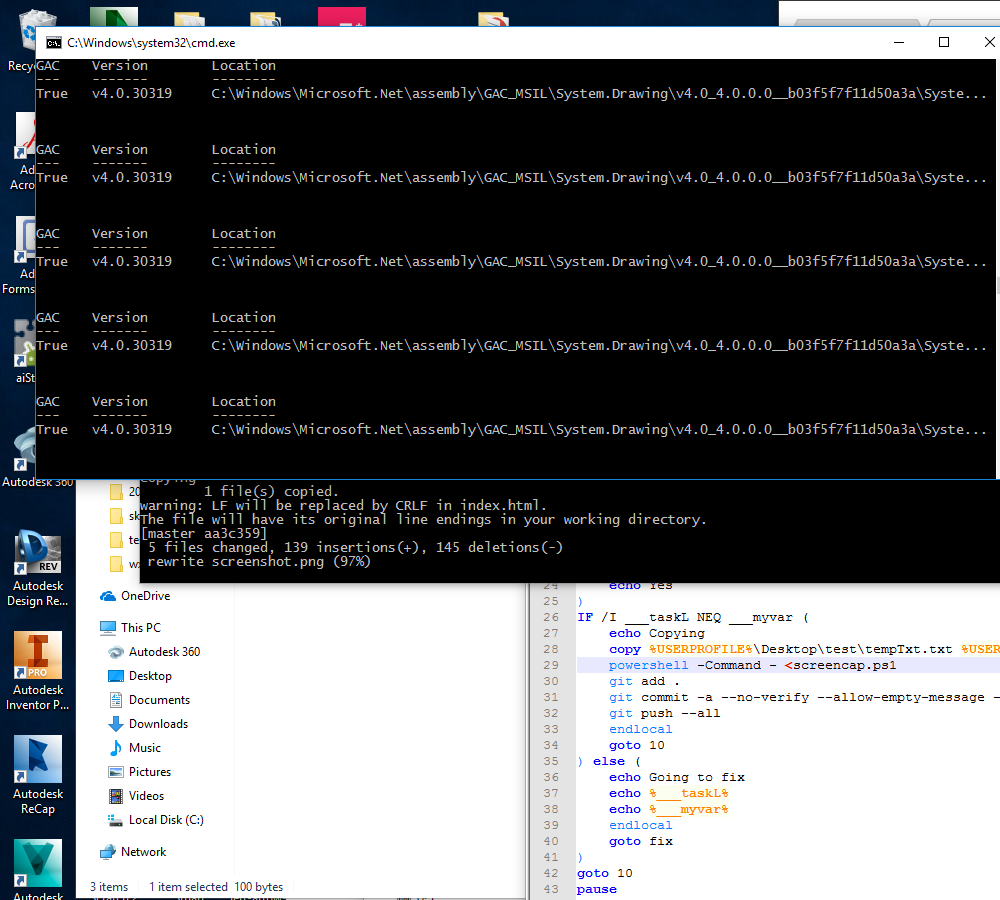 C:\Windows\system32\cmd.exe
GAC Version Location
--- ------- --------
True v4.0.30319 C:\Windows\Microsoft.Net\assembly\GAC_MSIL\System.Drawing\v4.0_4.0.0.0__b03f5f7f11d50a3a\Syste...
GAC Version Location
--- ------- --------
True v4.0.30319 C:\Windows\Microsoft.Net\assembly\GAC_MSIL\System.Drawing\v4.0_4.0.0.0__b03f5f7f11d50a3a\Syste...
GAC Version Location
--- ------- --------
True v4.0.30319 C:\Windows\Microsoft.Net\assembly\GAC_MSIL\System.Drawing\v4.0_4.0.0.0__b03f5f7f11d50a3a\Syste...
GAC Version Location
--- ------- --------
True v4.0.30319 C:\Windows\Microsoft.Net\assembly\GAC_MSIL\System.Drawing\v4.0_4.0.0.0__b03f5f7f11d50a3a\Syste...
GAC Version Location
--- ------- --------
True v4.0.30319 C:\Windows\Microsoft.Net\assembly\GAC_MSIL\System.Drawing\v4.0_4.0.0.0__b03f5f7f11d50a3a\Syste...
Recy
Ad
Acro
Ad
Forms
aiSt
Autodesk 360
Autodesk
Design Re...
Autodesk
Inventor P...
Autodesk
ReCap
Autodesk
Copying
1 file(s) copied.
warning: LF will be replaced by CRLF in index.html.
The file will have its original line endings in your working directory.
[master aa3c359]
5 files changed, 139 insertions(+), 145 deletions(-)
rewrite screenshot.png (97%)
20
sk
te
w
OneDrive
This PC
Autodesk 360
Desktop
Documents
Downloads
Music
Pictures
Videos
Local Disk (C:)
Network
3 items 1 item selected 100 bytes
24 echo Yes
25 )
26 IF /I ___taskL NEQ ___myvar (
27 echo Copying
28 copy %USERPROFILE%\Desktop\test\tempTxt.txt %USER
29 powershell -Command - <screencap.ps1
30 git add .
31 git commit -a --no-verify --allow-empty-message -
32 git push --all
33 endlocal
34 goto 10
35 ) else (
36 echo Going to fix
37 echo %___taskL%
38 echo %___myvar%
39 endlocal
40 goto fix
41 )
42 goto 10
43 pause